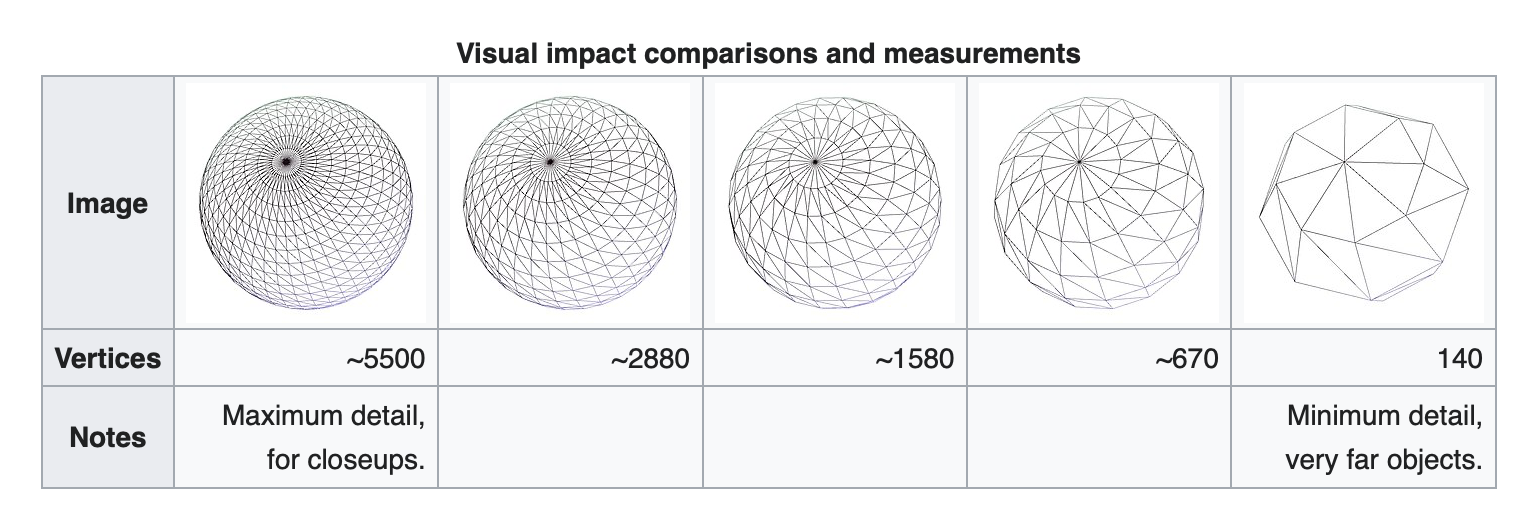 Visual impact comparisons and measurements
Image
Vertices ~5500 ~2880 ~1580 ~670 140
Notes
Maximum detail,
for closeups.
Minimum detail,
very far objects.